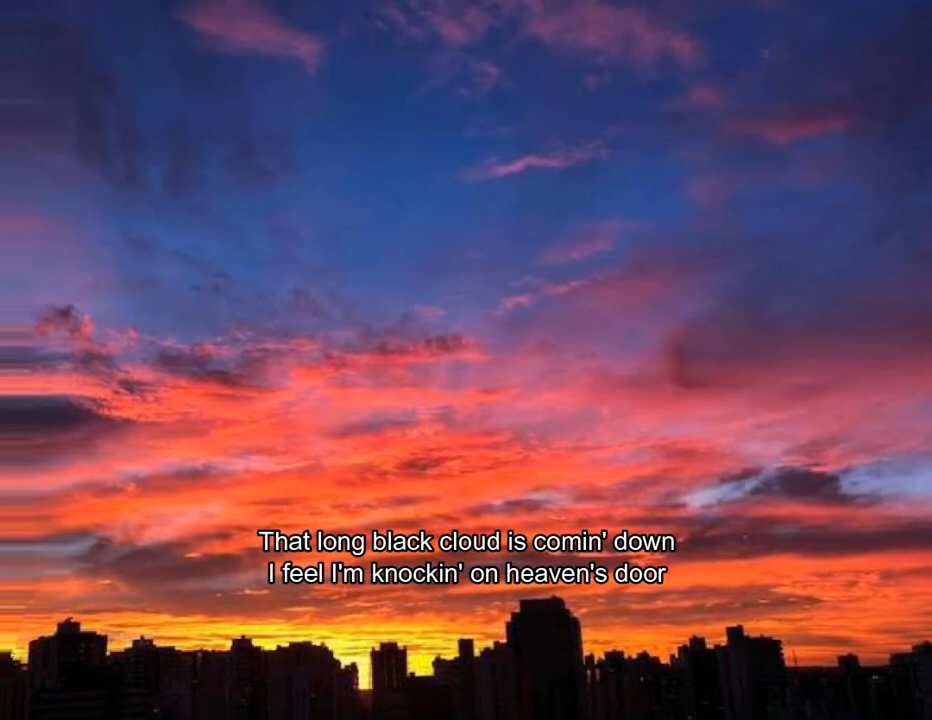 That long black cloud is comin' down
I feel I'm knockin' on heaven's door